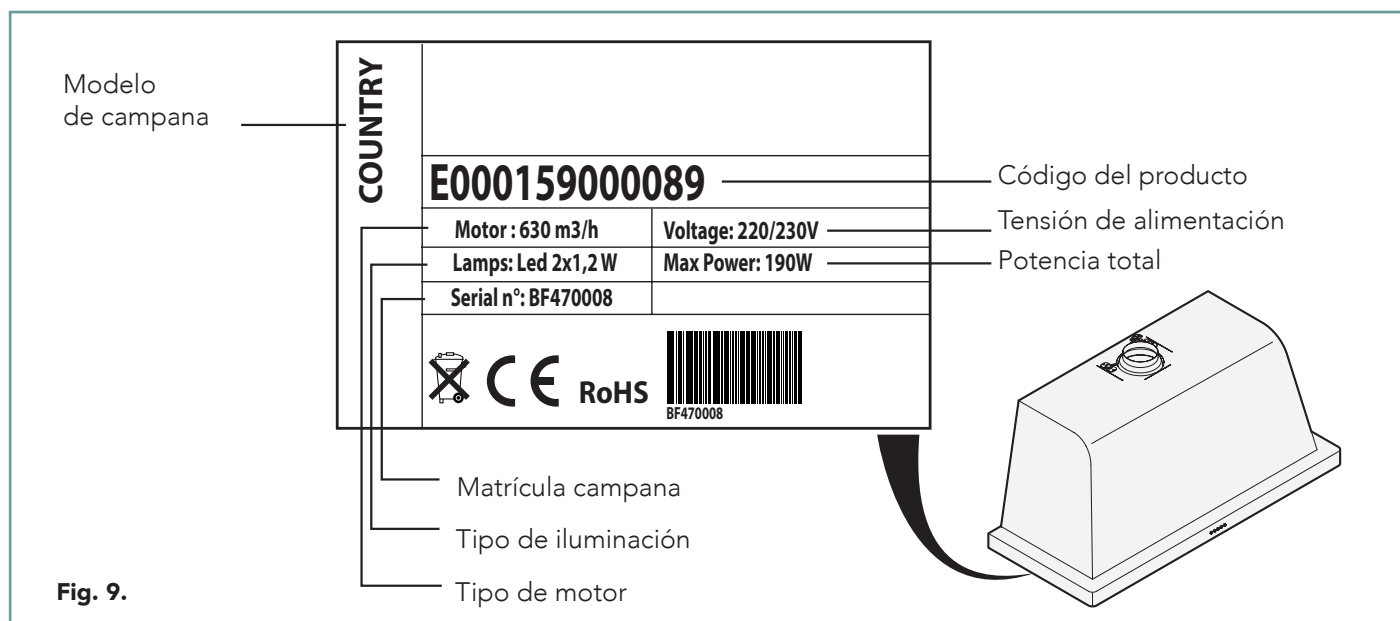 Modelo
de campana
COUNTRY
E000159000089
Código del producto
Motor : 630 m3/h
Voltage: 220/230V
Tensión de alimentación
Lamps: Led 2x1,2 W
Max Power: 190W
Potencia total
Serial n°: BF470008
CE RoHS
BF470008
Matrícula campana
Tipo de iluminación
Tipo de motor
Fig. 9.